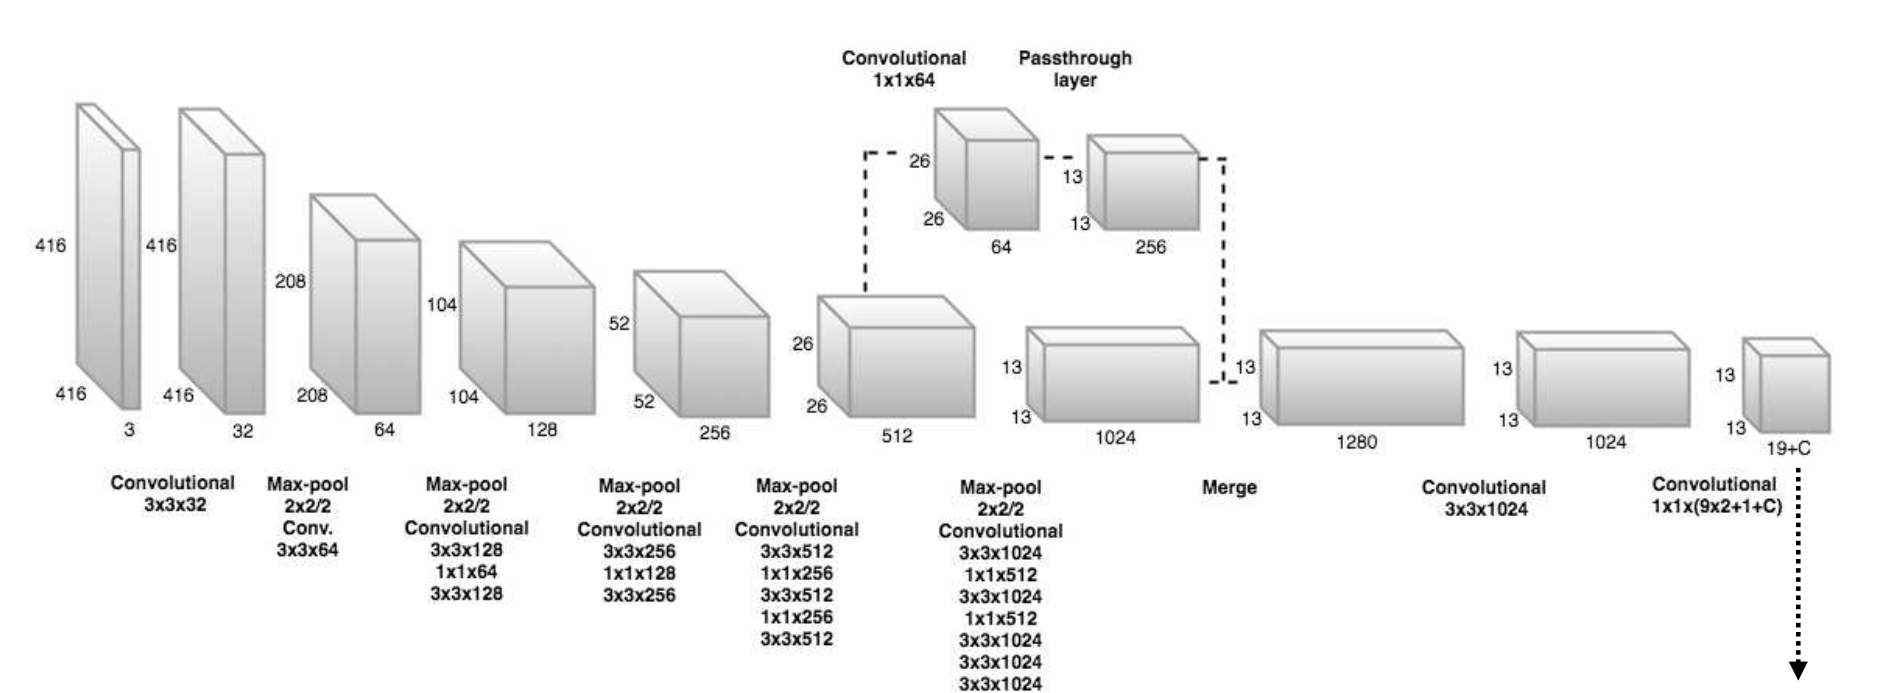 Convolutional
1x1x64
Passthrough
layer
26
26
64
13
13
256
416
416
3
416
416
32
208
208
64
104
104
128
52
52
256
26
26
512
13
13
1024
13
13
1280
13
13
1024
13
13
19+C
Convolutional
3x3x32
Max-pool
2x2/2
Conv.
3x3x64
Max-pool
2x2/2
Convolutional
3x3x128
1x1x64
3x3x128
Max-pool
2x2/2
Convolutional
3x3x256
1x1x128
3x3x256
Max-pool
2x2/2
Convolutional
3x3x512
1x1x256
3x3x512
1x1x256
3x3x512
Max-pool
2x2/2
Convolutional
3x3x1024
1x1x512
3x3x1024
1x1x512
3x3x1024
3x3x1024
3x3x1024
Merge
Convolutional
3x3x1024
Convolutional
1x1x(9x2+1+C)